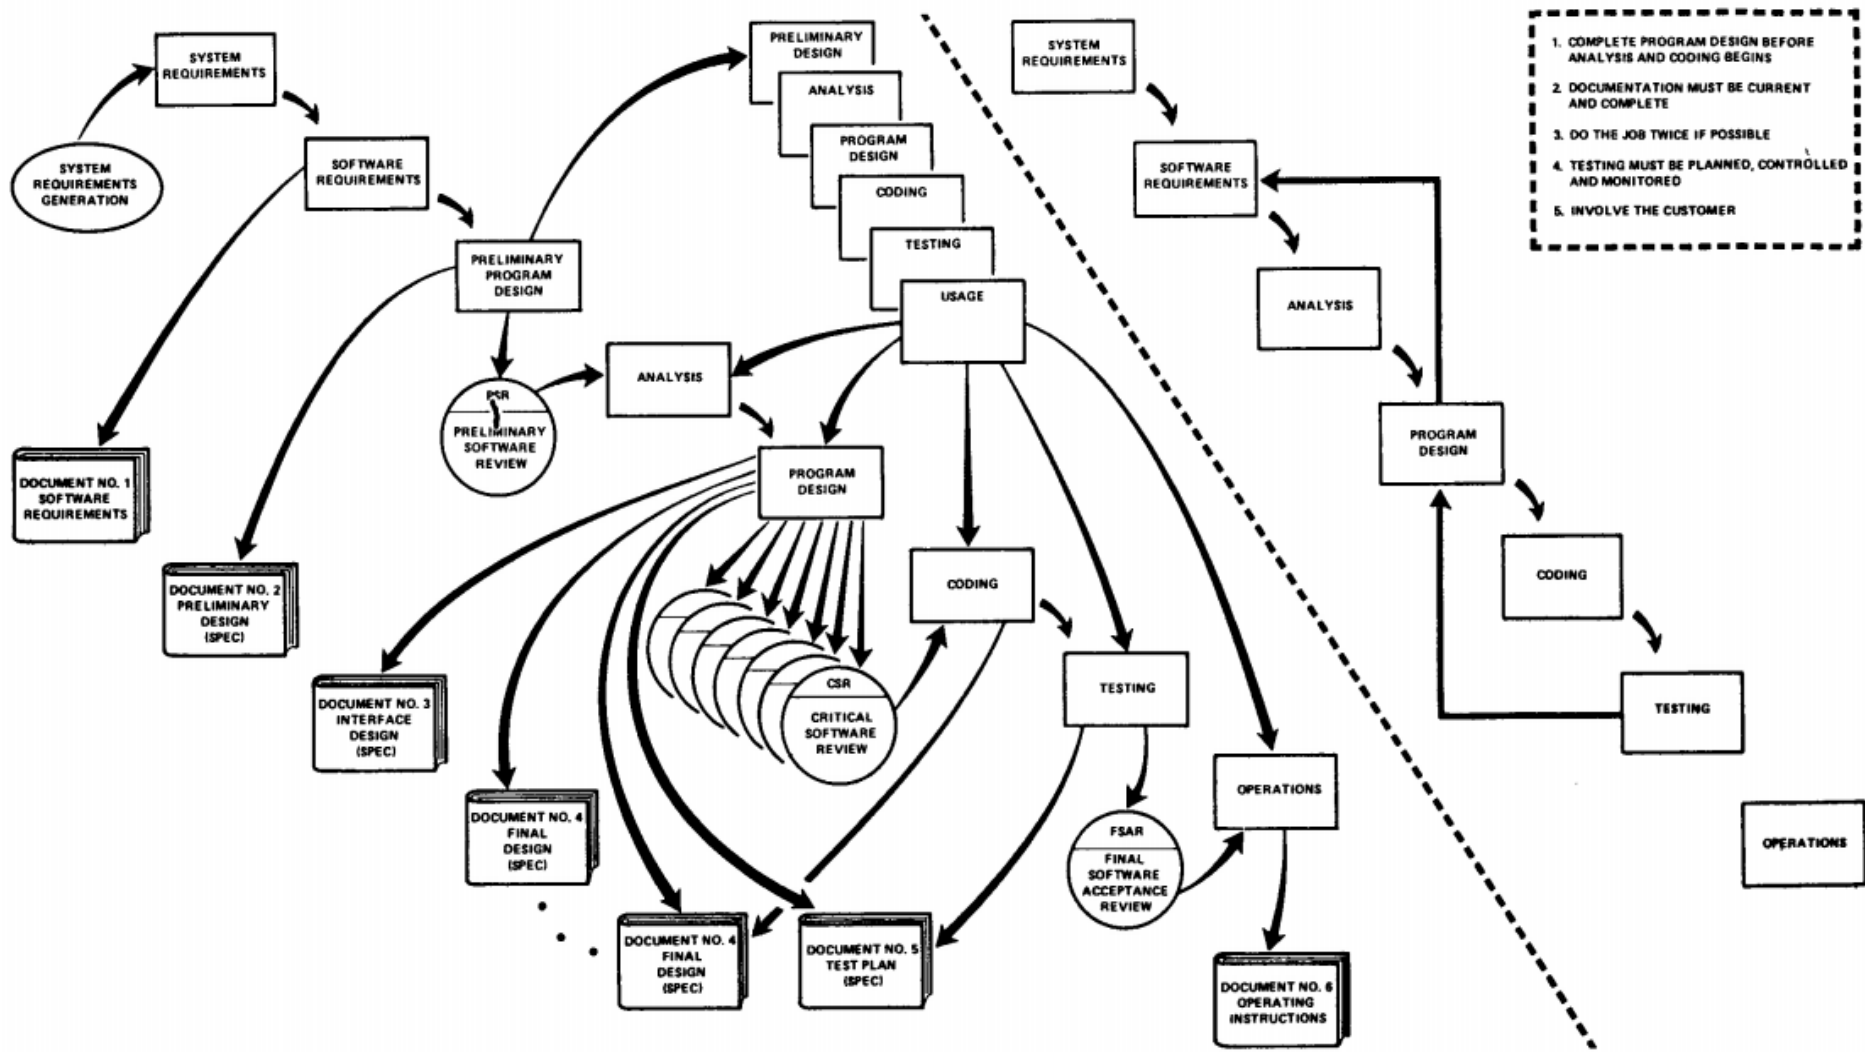 SYSTEM
REQUIREMENTS
SYSTEM
REQUIREMENTS
GENERATION
SOFTWARE
REQUIREMENTS
PRELIMINARY
PROGRAM
DESIGN
PRELIMINARY
DESIGN
ANALYSIS
PROGRAM
DESIGN
CODING
TESTING
USAGE
PSR
PRELIMINARY
SOFTWARE
REVIEW
ANALYSIS
PROGRAM
DESIGN
CSR
CRITICAL
SOFTWARE
REVIEW
CODING
TESTING
FSAR
FINAL
SOFTWARE
ACCEPTANCE
REVIEW
OPERATIONS
DOCUMENT NO. 1
SOFTWARE
REQUIREMENTS
DOCUMENT NO. 2
PRELIMINARY
DESIGN
(SPEC)
DOCUMENT NO. 3
INTERFACE
DESIGN
(SPEC)
DOCUMENT NO. 4
FINAL
DESIGN
(SPEC)
DOCUMENT NO. 4
FINAL
DESIGN
(SPEC)
DOCUMENT NO. 5
TEST PLAN
(SPEC)
DOCUMENT NO. 6
OPERATING
INSTRUCTIONS
SYSTEM
REQUIREMENTS
SOFTWARE
REQUIREMENTS
ANALYSIS
PROGRAM
DESIGN
CODING
TESTING
OPERATIONS
1. COMPLETE PROGRAM DESIGN BEFORE
ANALYSIS AND CODING BEGINS
2. DOCUMENTATION MUST BE CURRENT
AND COMPLETE
3. DO THE JOB TWICE IF POSSIBLE
4. TESTING MUST BE PLANNED, CONTROLLED
AND MONITORED
5. INVOLVE THE CUSTOMER